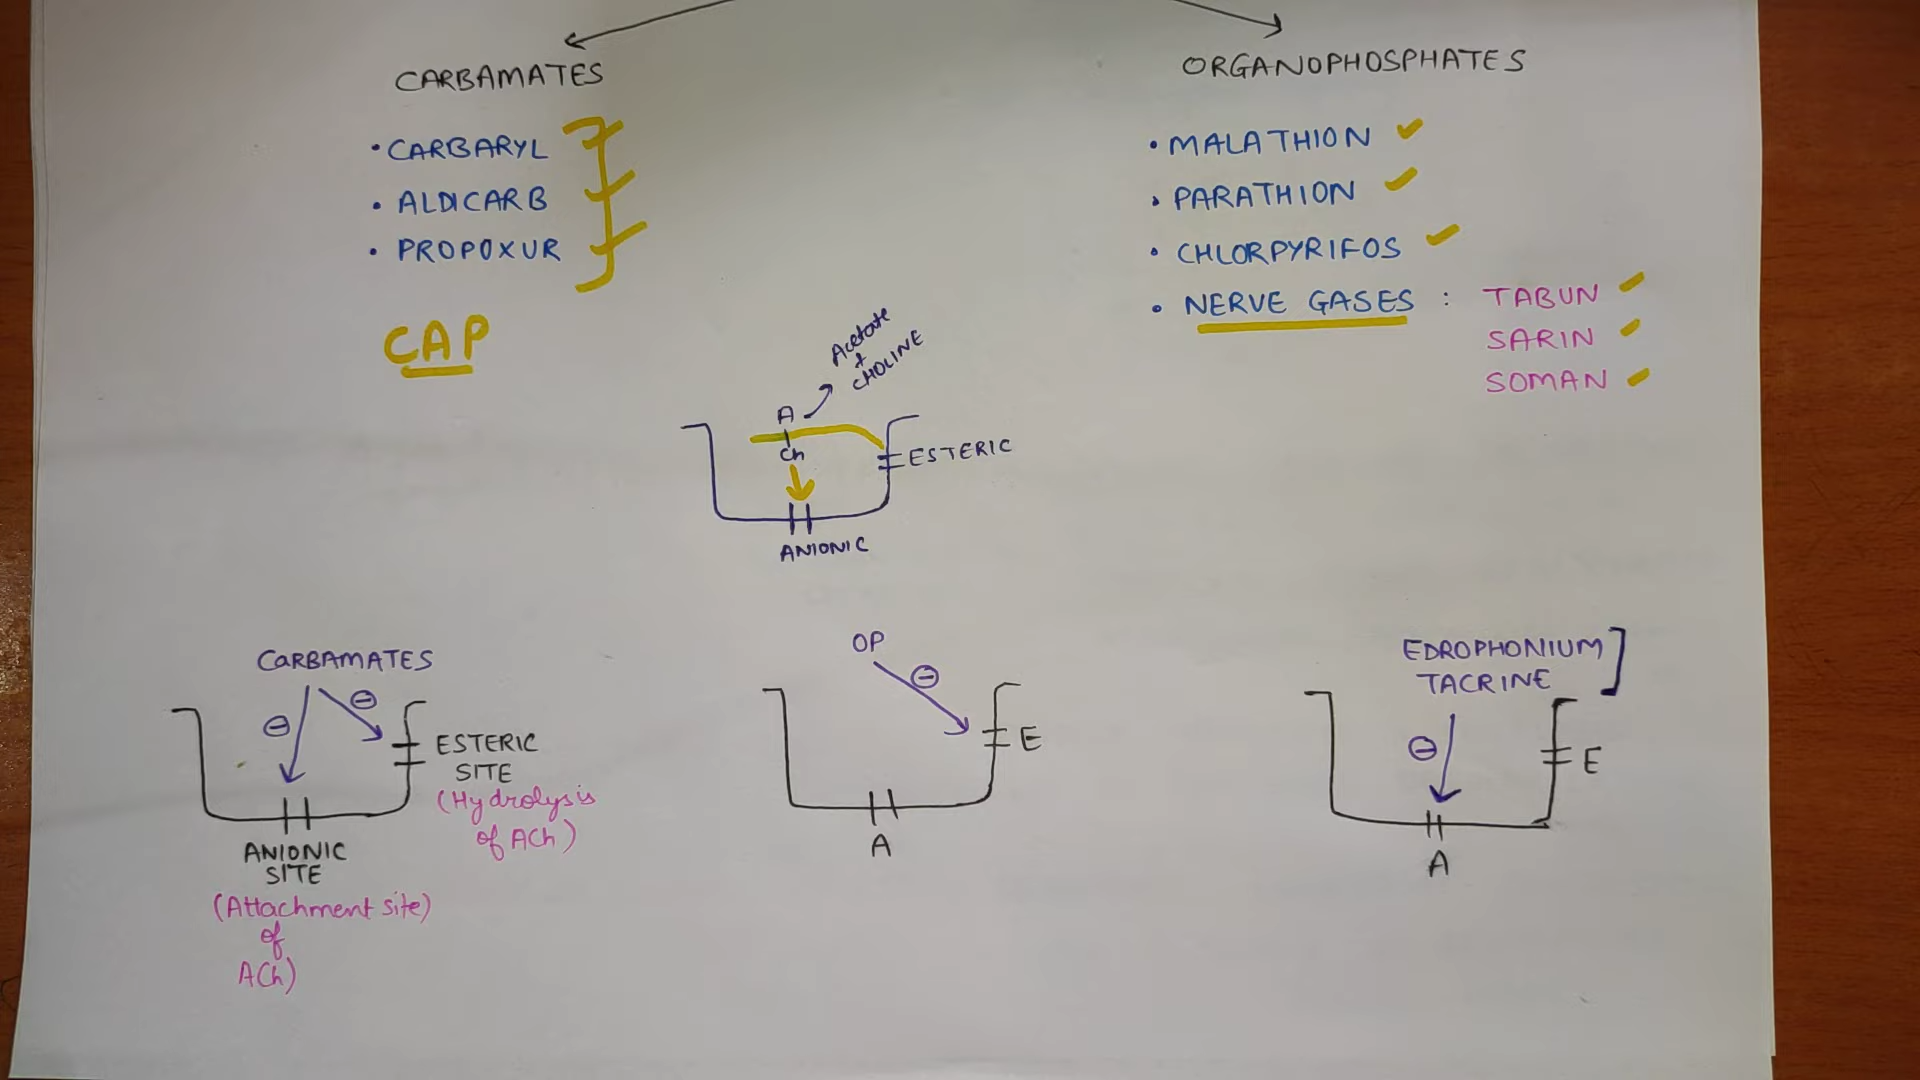 CARBAMATES
• CARBARYL
• ALDICARB
• PROPOXUR
CAP
ORGANOPHOSPHATES
• MALATHION
• PARATHION
• CHLORPYRIFOS
• NERVE GASES : TABUN
SARIN
SOMAN
Acetate
+
CHOLINE
A
Ch
ESTERIC
ANIONIC
CARBAMATES
⊖ ⊖
ESTERIC
SITE
(Hydrolysis
of ACh)
ANIONIC
SITE
(Attachment site)
of
ACh)
OP
⊖
E
A
EDROPHONIUM
TACRINE
⊖
E
A